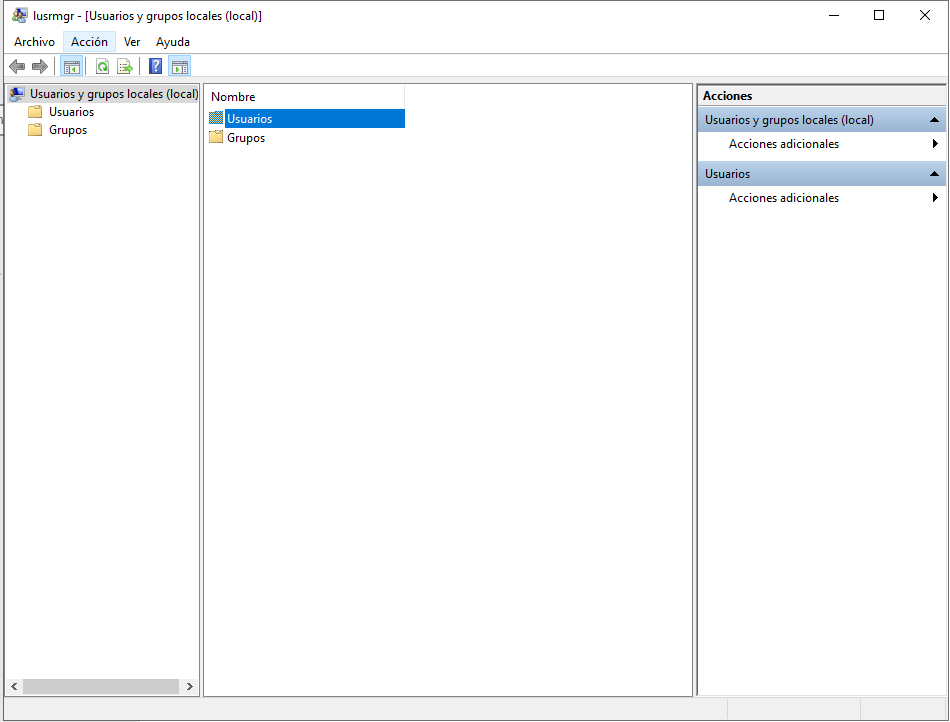 lusrmgr - [Usuarios y grupos locales (local)]
Archivo Acción Ver Ayuda
Usuarios y grupos locales (local)
Usuarios
Grupos
Nombre
Usuarios
Grupos
Acciones
Usuarios y grupos locales (local)
Acciones adicionales
Usuarios
Acciones adicionales